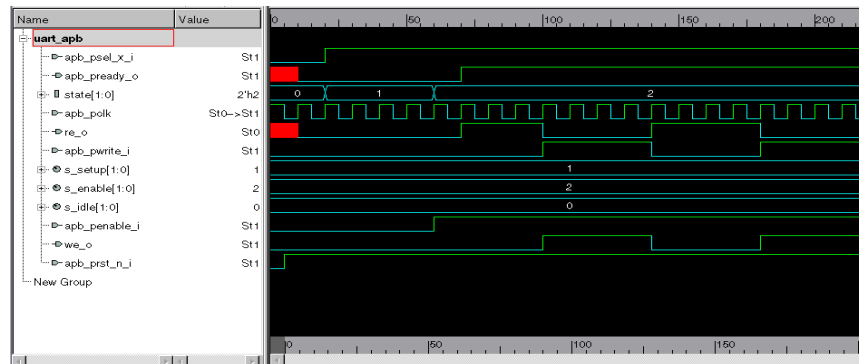 Name Value 0 |50 |100 |150 200
uart_apb
apb_psel_x_i St1
apb_pready_o St1
state[1:0] 2'h2 0 1 2
apb_pclk St0->St1
re_o St0
apb_pwrite_i St1
s_setup[1:0] 1 1
s_enable[1:0] 2 2
s_idle[1:0] 0 0
apb_penable_i St1
we_o St1
apb_prst_n_i St1
New Group
0 |50 |100 |150